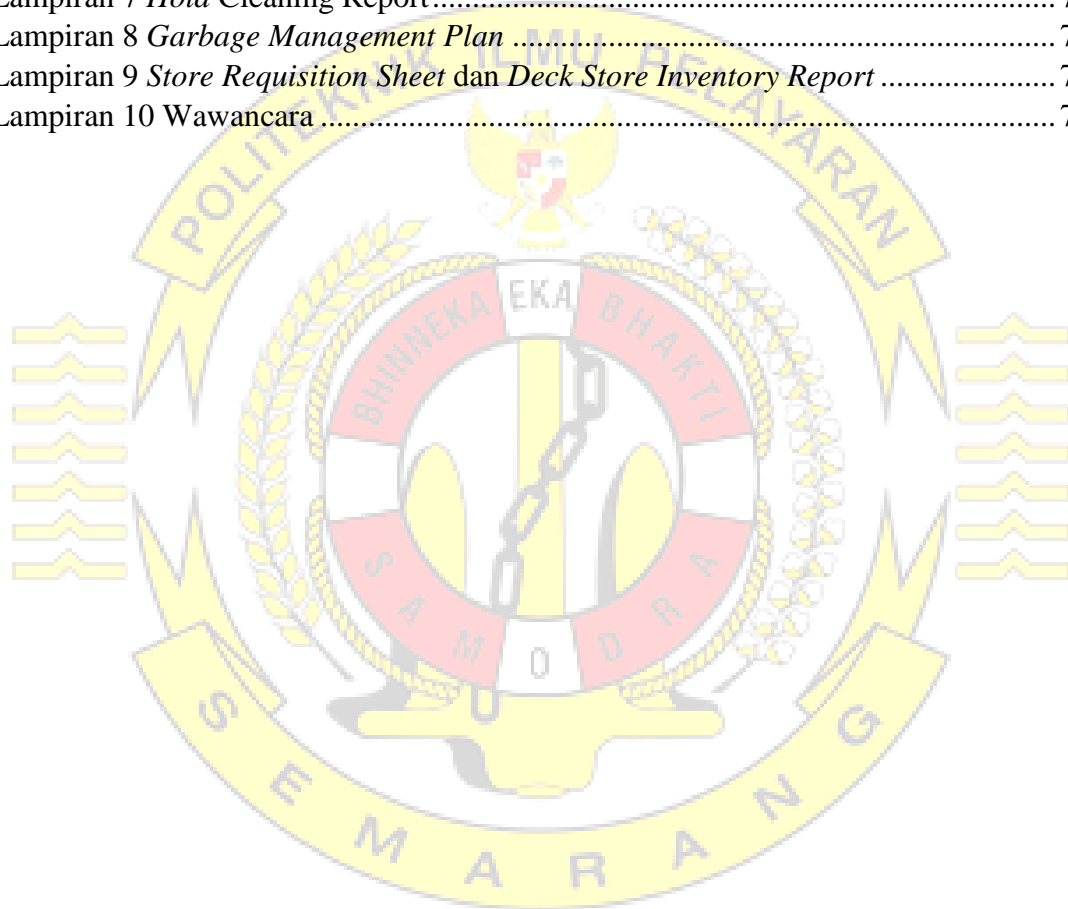 Lampiran 7 Hold Cleaning Report........................................................................ 7
Lampiran 8 Garbage Management Plan ............................................................. 7
Lampiran 9 Store Requisition Sheet dan Deck Store Inventory Report .................... 7
Lampiran 10 Wawancara ................................................................................... 7
POLITEKNIK ILMU PELAYARAN
BHINNEKA EKA BHAKTI
SAMODRA
SEMARANG